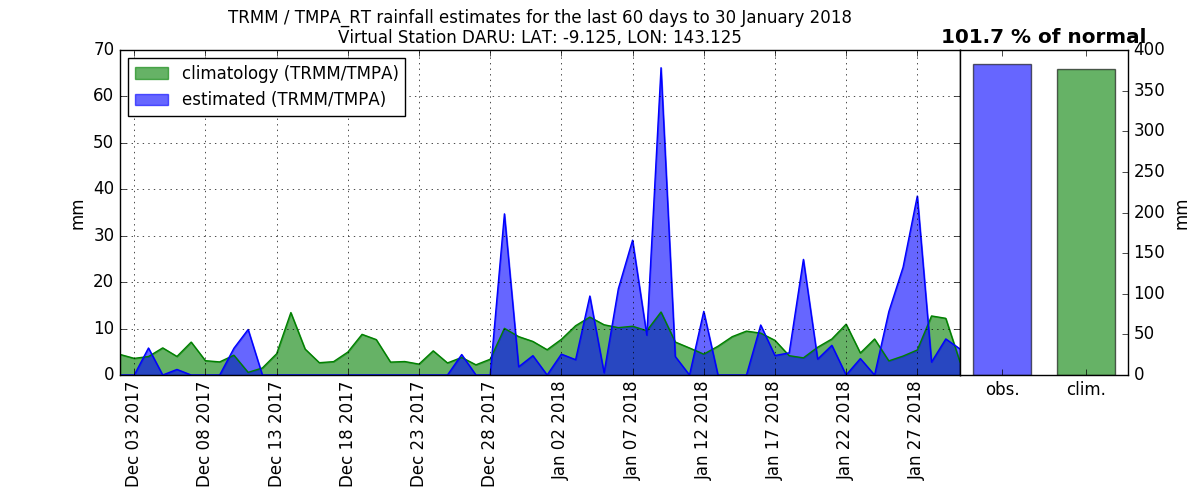 TRMM / TMPA_RT rainfall estimates for the last 60 days to 30 January 2018
Virtual Station DARU: LAT: -9.125, LON: 143.125
101.7 % of normal
climatology (TRMM/TMPA)
estimated (TRMM/TMPA)
70
60
50
40
30
20
10
0
mm
Dec 03 2017
Dec 08 2017
Dec 13 2017
Dec 18 2017
Dec 23 2017
Dec 28 2017
Jan 02 2018
Jan 07 2018
Jan 12 2018
Jan 17 2018
Jan 22 2018
Jan 27 2018
obs.
clim.
400
350
300
250
200
150
100
50
0
mm